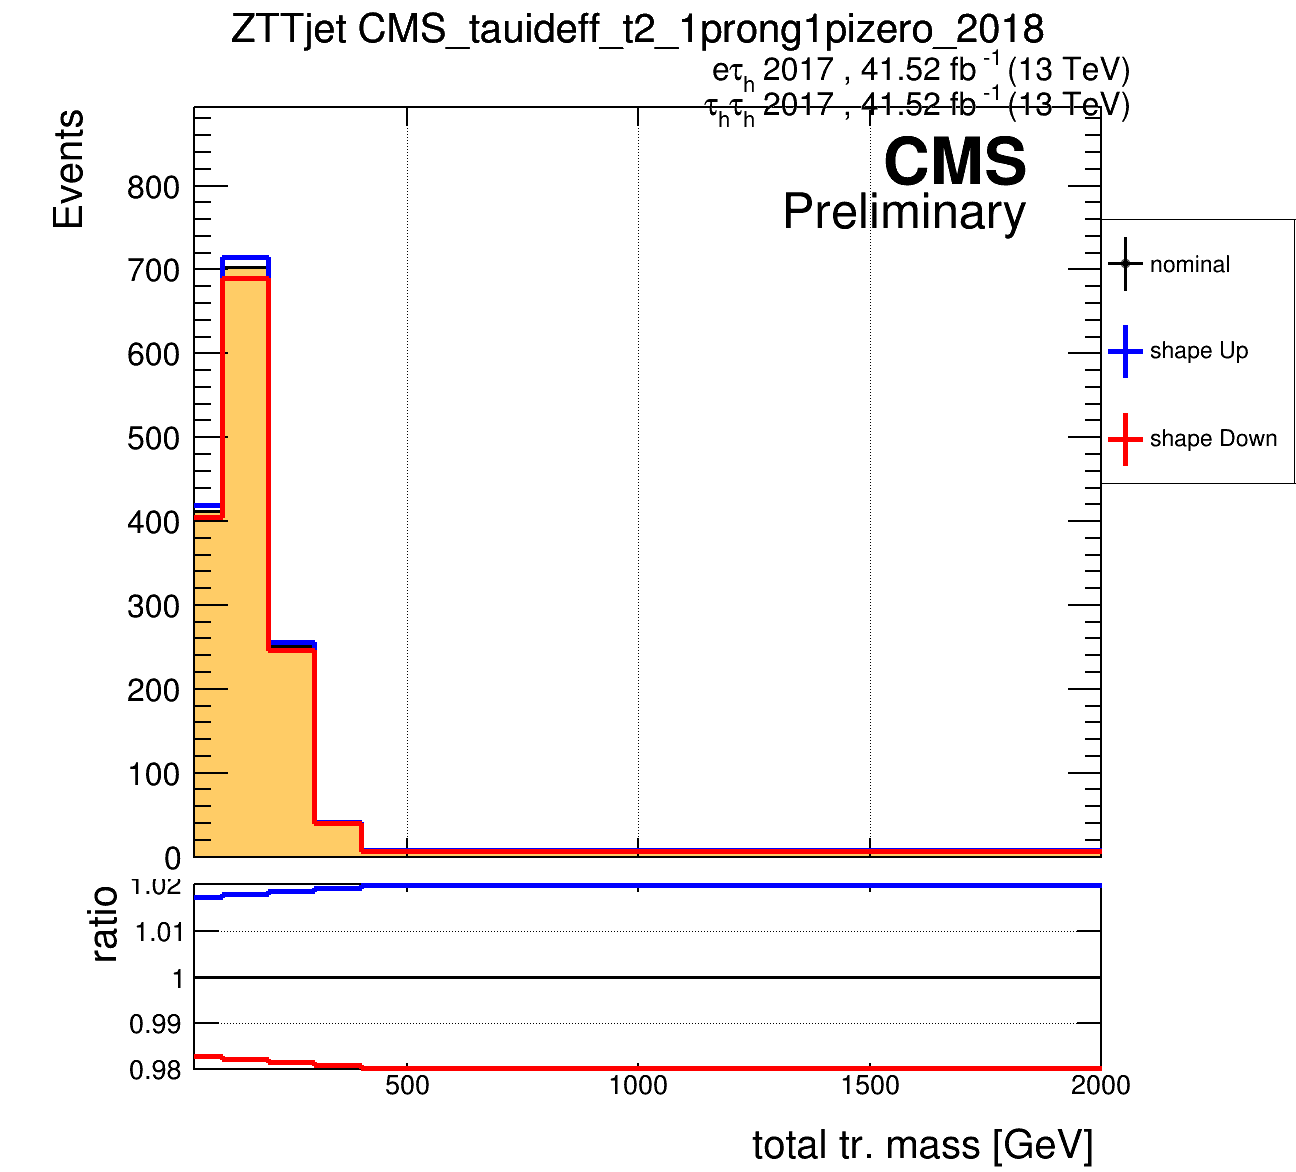 ZTTjet CMS_tauideff_t2_1prong1pizero_2018
eτh 2017 , 41.52 fb -1 (13 TeV)
τhτh 2017 , 41.52 fb -1 (13 TeV)
CMS
Preliminary
Events
800
700
600
500
400
300
200
100
0
nominal
shape Up
shape Down
ratio
1.02
1.01
1
0.99
0.98
500 1000 1500 2000
total tr. mass [GeV]